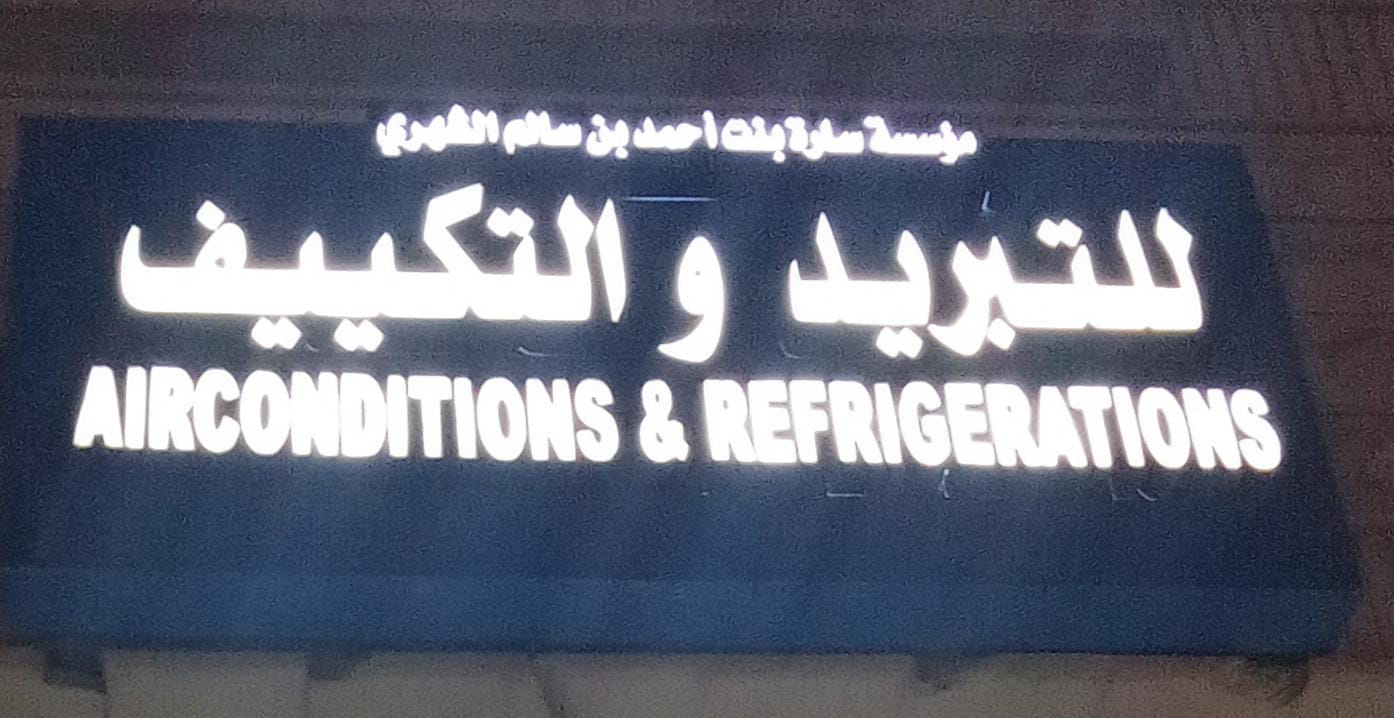 مؤسسة سارة بنت أحمد بن سالم الشهري
للتبريد و التكييف
AIRCONDITIONS & REFRIGERATIONS